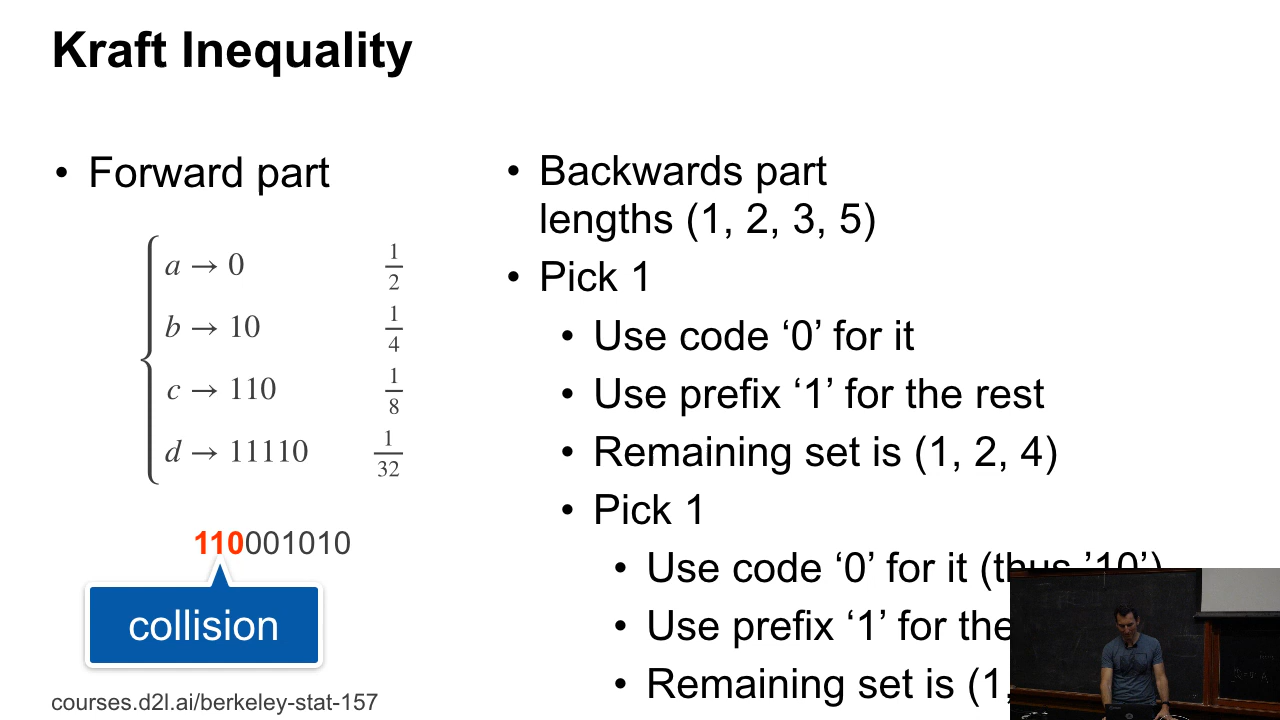 Kraft Inequality
• Forward part
a → 0 1/2
b → 10 1/4
c → 110 1/8
d → 11110 1/32
110001010
collision
courses.d2l.ai/berkeley-stat-157
• Backwards part
lengths (1, 2, 3, 5)
• Pick 1
• Use code ‘0’ for it
• Use prefix ‘1’ for the rest
• Remaining set is (1, 2, 4)
• Pick 1
• Use code ‘0’ for it (thus ’10’)
• Use prefix ‘1’ for the
• Remaining set is (1,